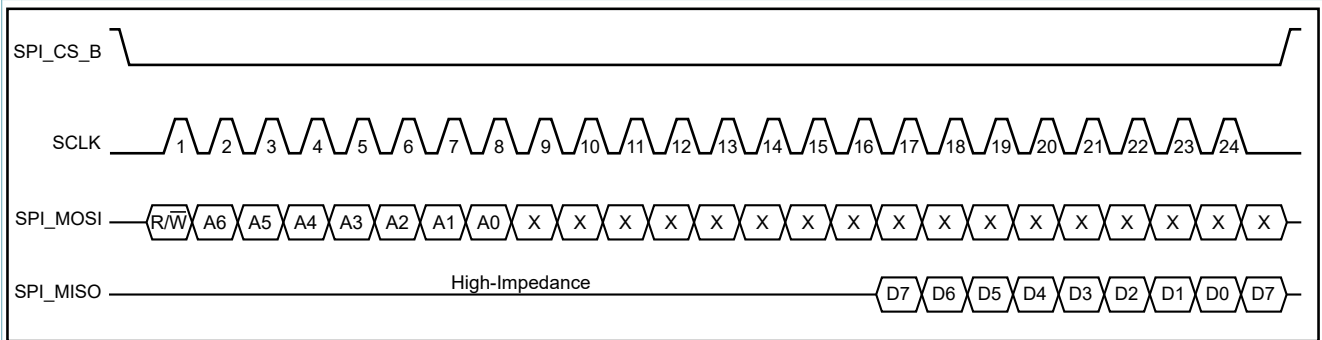 SPI_CS_B
SCLK 1 2 3 4 5 6 7 8 9 10 11 12 13 14 15 16 17 18 19 20 21 22 23 24
SPI_MOSI R/W̅ A6 A5 A4 A3 A2 A1 A0 X X X X X X X X X X X X X X X X X
SPI_MISO High-Impedance D7 D6 D5 D4 D3 D2 D1 D0 D7